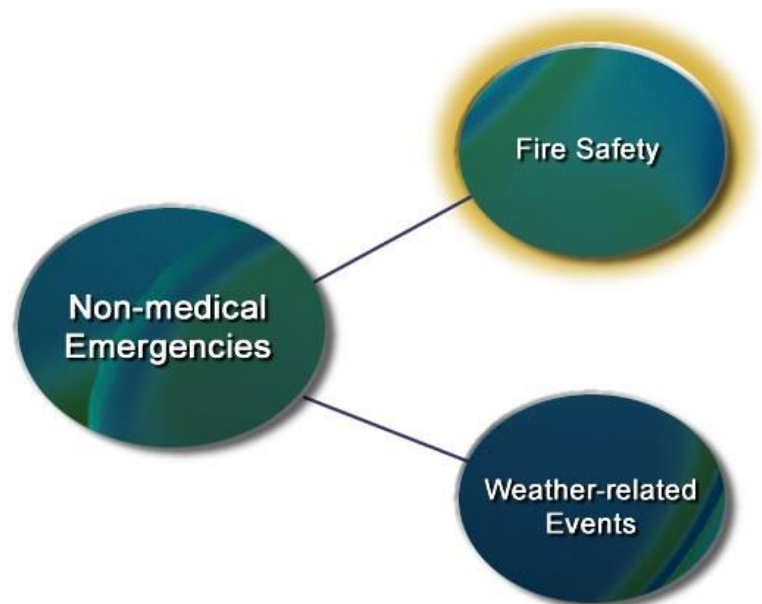 Fire Safety
Non-medical
Emergencies
Weather-related
Events